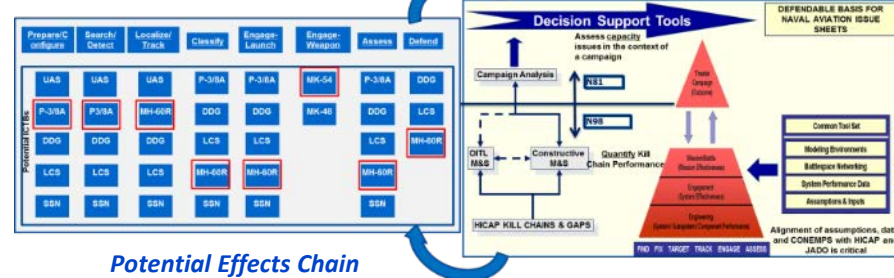 Prepare/C
onfigure
Search/
Detect
Localize/
Track
Classify
Engage-
Launch
Engage-
Weapon
Assess
Defend
Potential ICTBs
UAS UAS UAS P-3/8A P-3/8A MK-54 P-3/8A DDG
P-3/8A P3/8A MH-60R DDG DDG MK-48 DDG LCS
DDG DDG DDG LCS LCS LCS MH-60R
LCS LCS LCS MH-60R MH-60R MH-60R
SSN SSN SSN SSN SSN SSN
Potential Effects Chain
Decision Support Tools
DEFENDABLE BASIS FOR
NAVAL AVIATION ISSUE
SHEETS
Assess capacity
issues in the context of
a campaign
Campaign Analysis
N81
N98
OITL
M&S
Constructive
M&S
Quantify Kill
Chain Performance
HICAP KILL CHAINS & GAPS
Theater
Campaign
(Outcome)
Mission/Battle
(Mission Effectiveness)
Engagement
(System Effectiveness)
Engineering
(System/Subsystem/Component Performance)
FIND FIX TARGET TRACK ENGAGE ASSESS
Common Tool Set
Modeling Environments
Battlespace Networking
System Performance Data
Assumptions & Inputs
Alignment of assumptions, dat
and CONEMPS with HICAP an
JADO is critical